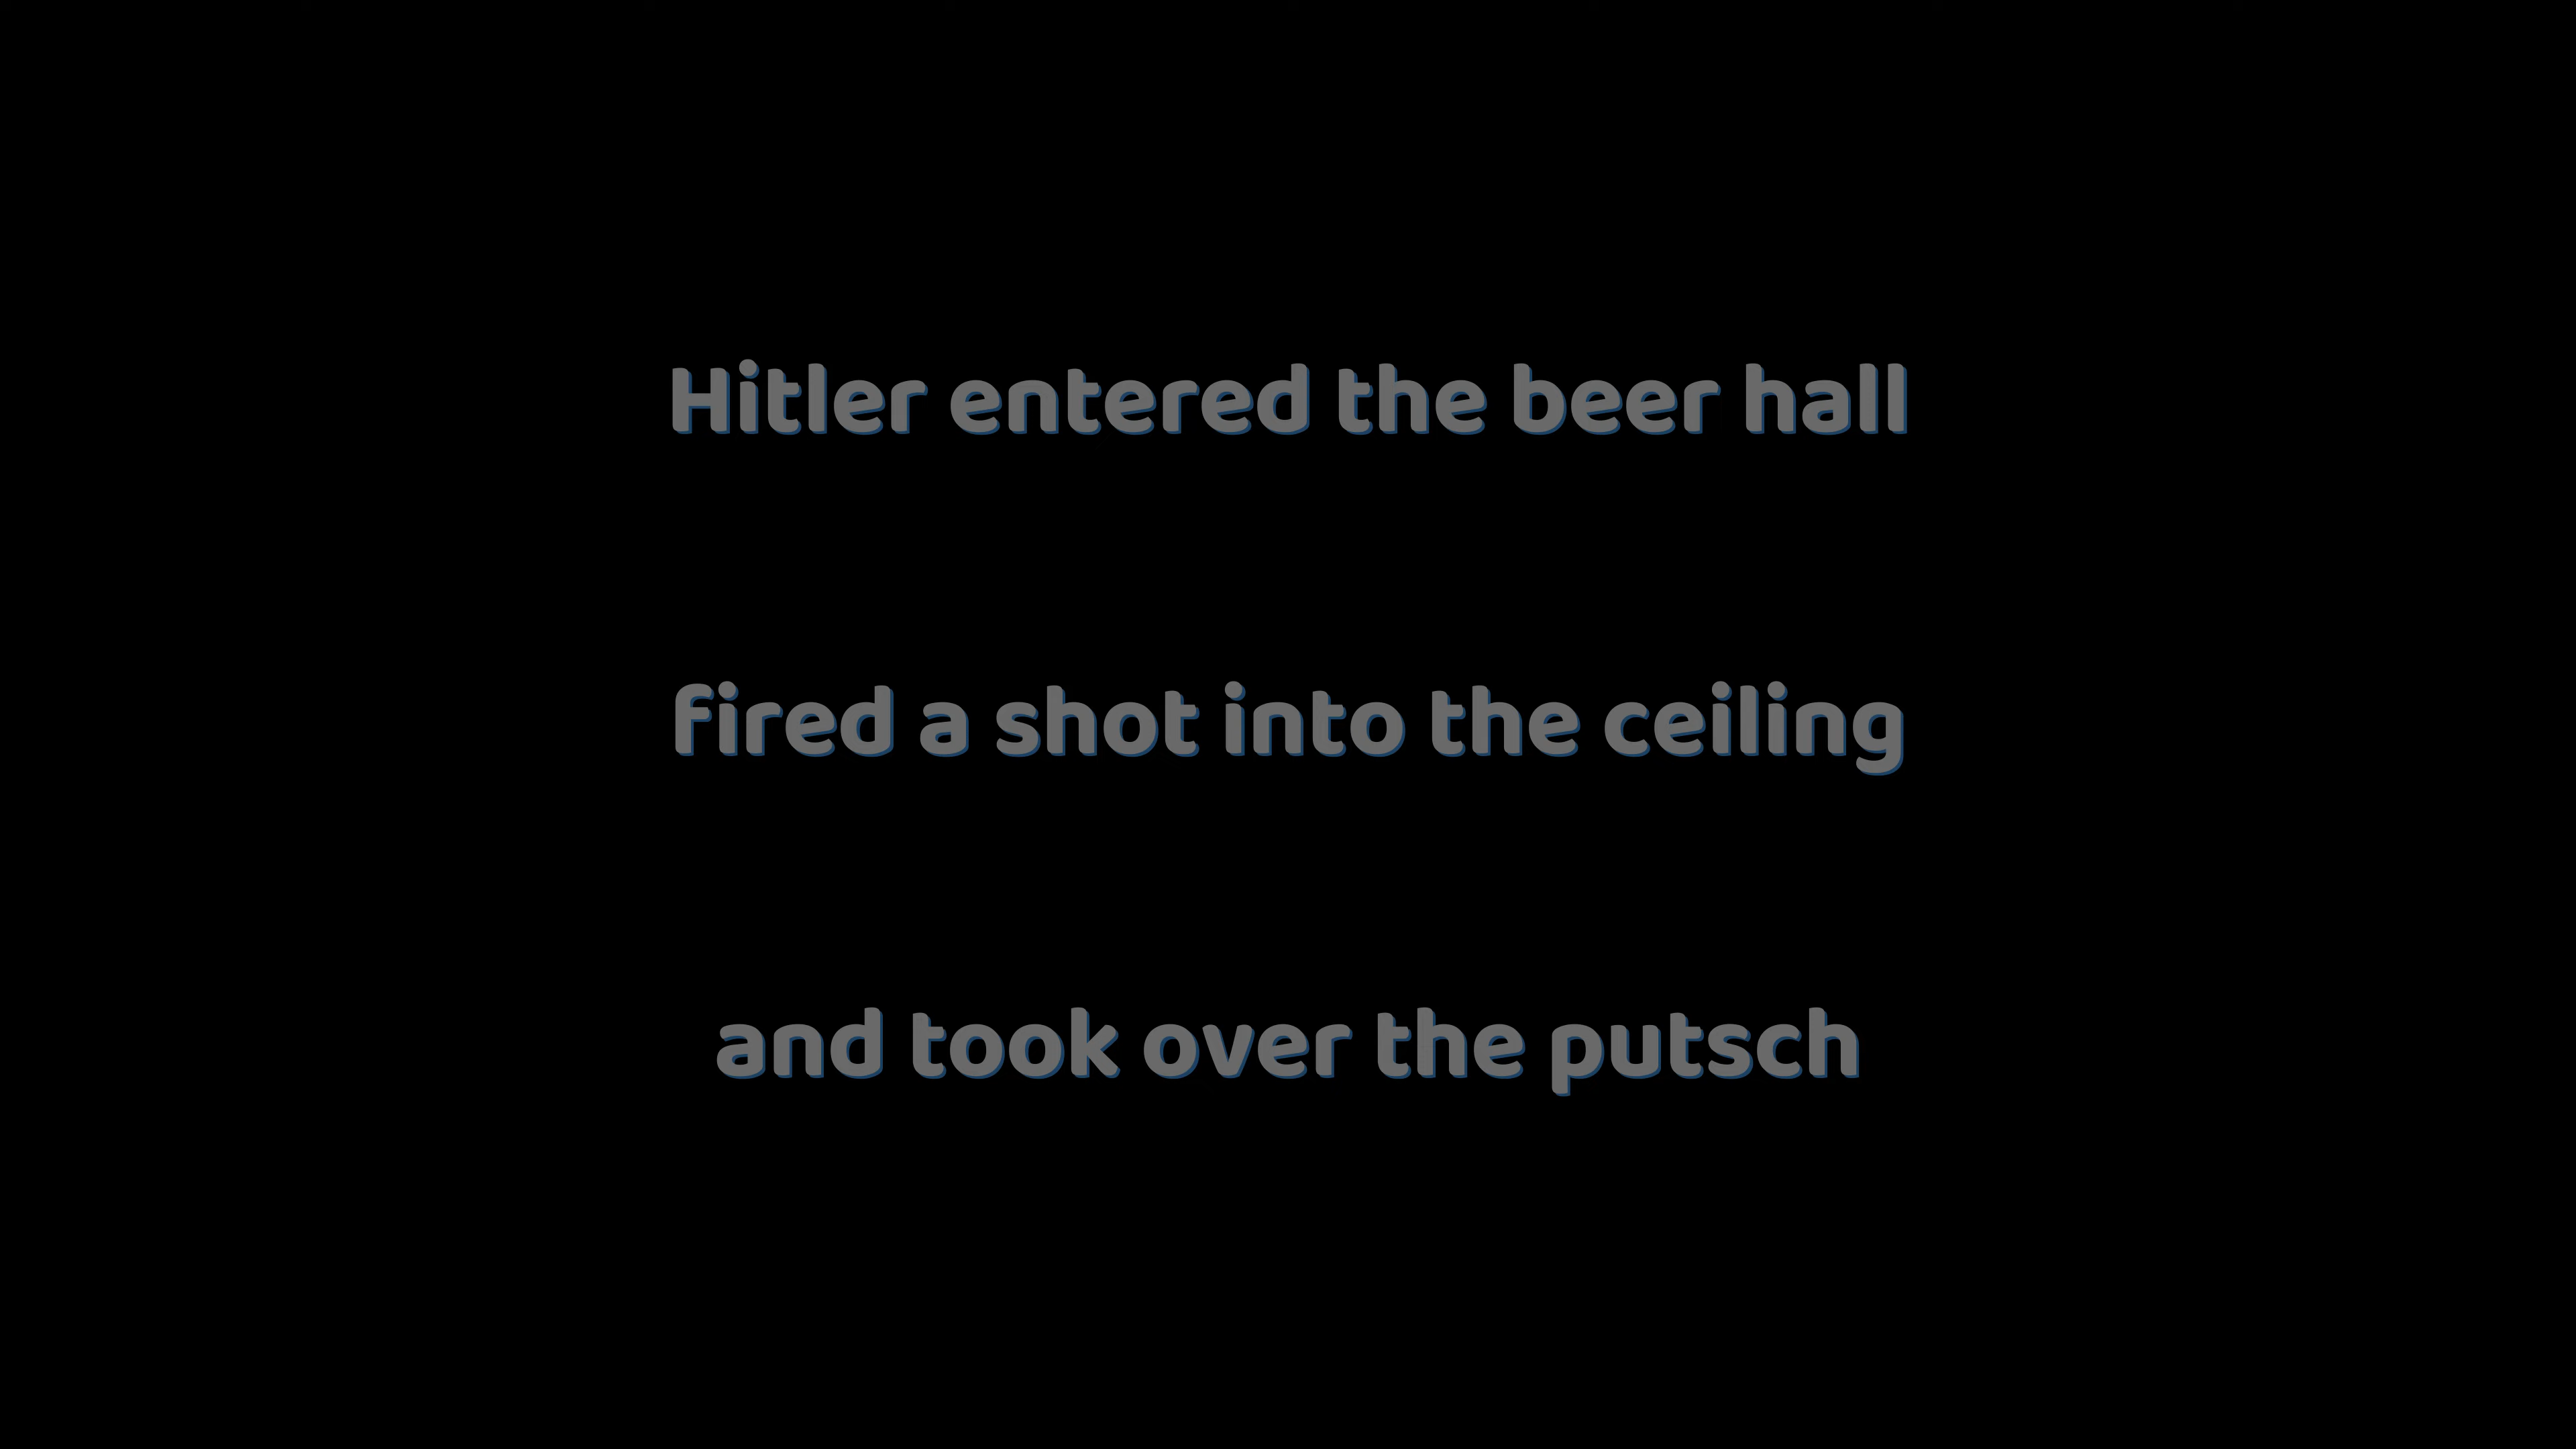 Hitler entered the beer hall
fired a shot into the ceiling
and took over the putsch